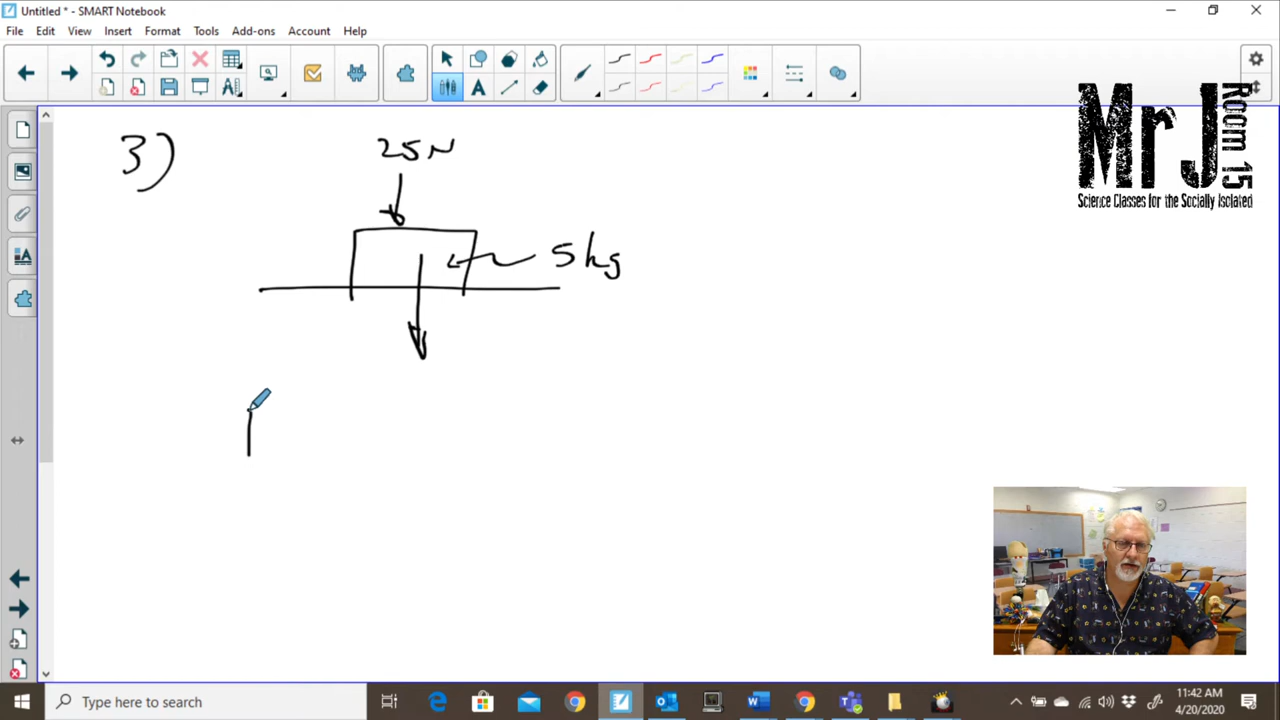 Untitled * - SMART Notebook
File Edit View Insert Format Tools Add-ons Account Help
Mr J
Room 15
Science Classes for the Socially Isolated
3)
25N
5kg
Type here to search
11:42 AM
4/20/2020